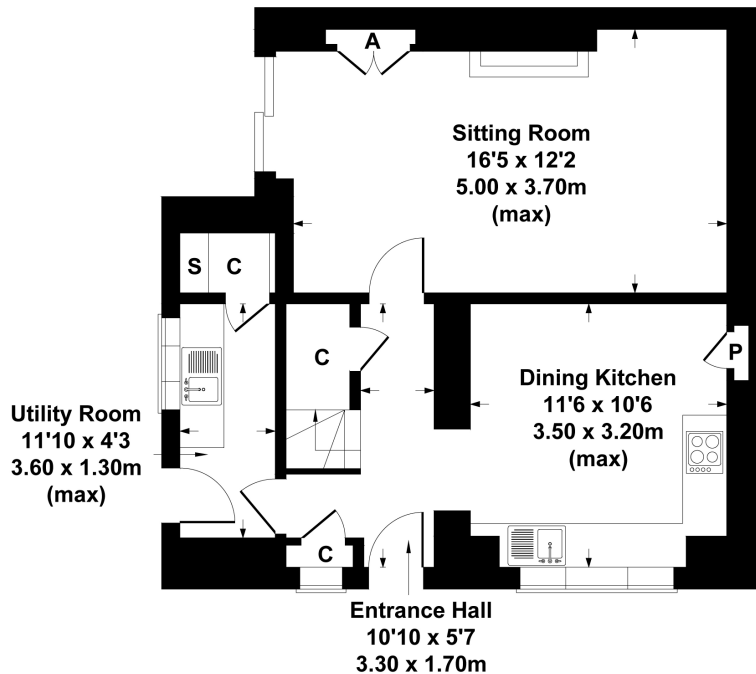 A
Sitting Room
16'5 x 12'2
5.00 x 3.70m
(max)
S C
C
P
Dining Kitchen
11'6 x 10'6
3.50 x 3.20m
(max)
Utility Room
11'10 x 4'3
3.60 x 1.30m
(max)
C
Entrance Hall
10'10 x 5'7
3.30 x 1.70m